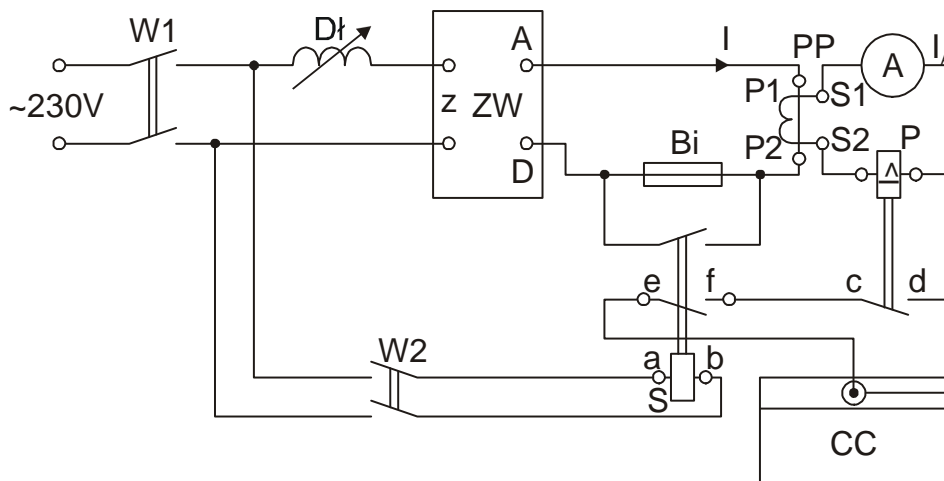 W1 Dł A I PP A I
P1 S1
~230V z ZW
P2 S2 P
D Bi
e f c d
W2 a b
S
CC